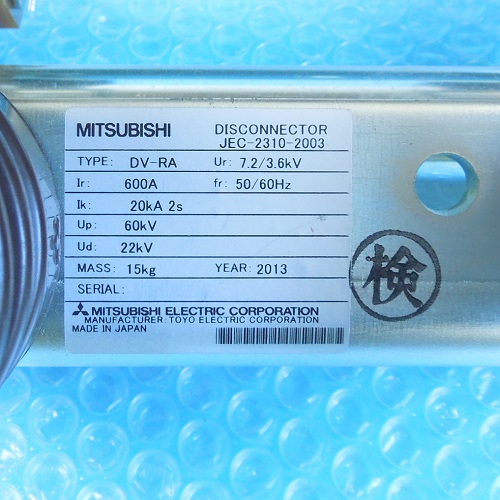 MITSUBISHI DISCONNECTOR
JEC-2310-2003
TYPE: DV-RA Ur: 7.2/3.6kV
Ir: 600A fr: 50/60Hz
Ik: 20kA 2s
Up: 60kV
Ud: 22kV
MASS: 15kg YEAR: 2013
SERIAL:
MITSUBISHI ELECTRIC CORPORATION
MANUFACTURER: TOYO ELECTRIC CORPORATION
MADE IN JAPAN
検